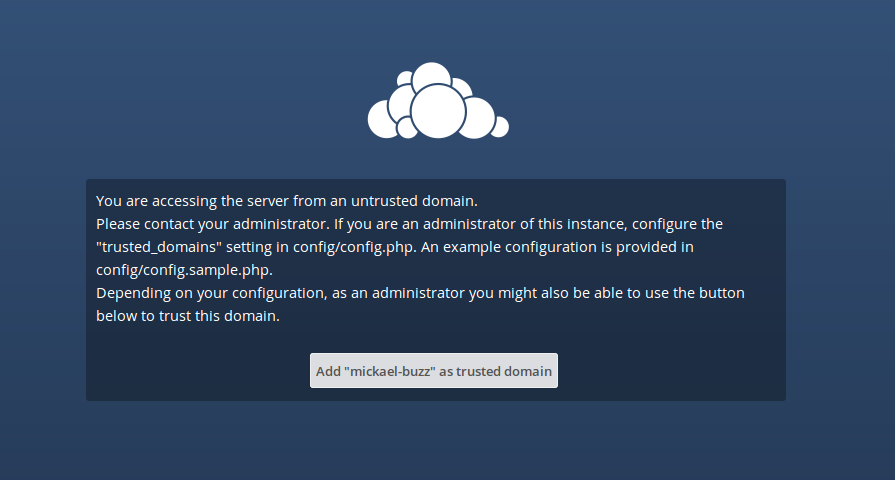 You are accessing the server from an untrusted domain.
Please contact your administrator. If you are an administrator of this instance, configure the
"trusted_domains" setting in config/config.php. An example configuration is provided in
config/config.sample.php.
Depending on your configuration, as an administrator you might also be able to use the button
below to trust this domain.
Add "mickael-buzz" as trusted domain